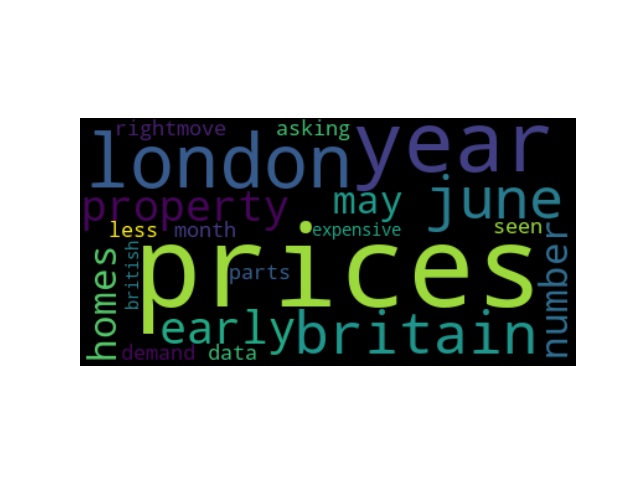 rightmove asking
london year
property may june
less month expensive seen
british prices
homes parts number
early britain
demand data